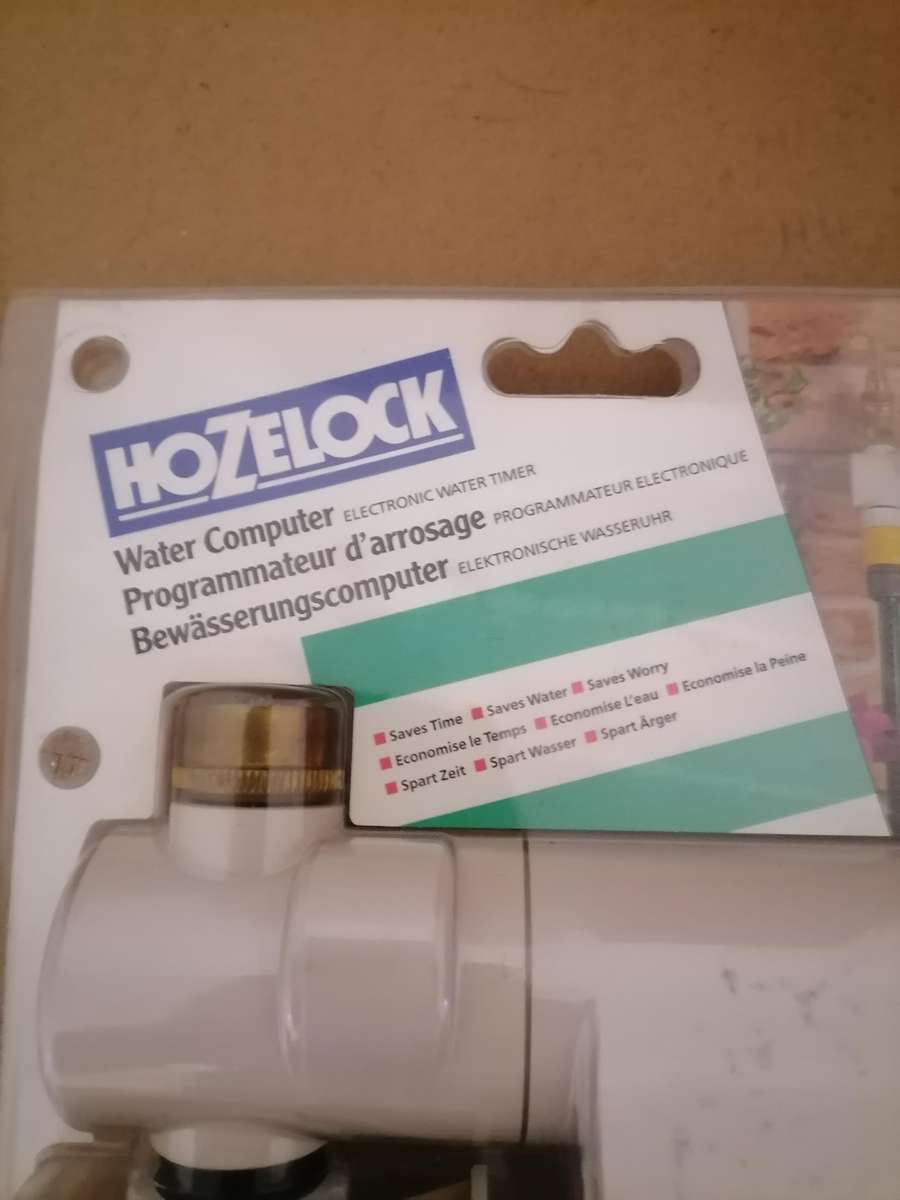 HOZELOCK
Water Computer ELECTRONIC WATER TIMER
Programmateur d'arrosage PROGRAMMATEUR ELECTRONIQUE
Bewässerungscomputer ELEKTRONISCHE WASSERUHR
■ Saves Time ■ Saves Water ■ Saves Worry
■ Economise le Temps ■ Economise L'eau ■ Economise la Peine
■ Spart Zeit ■ Spart Wasser ■ Spart Ärger